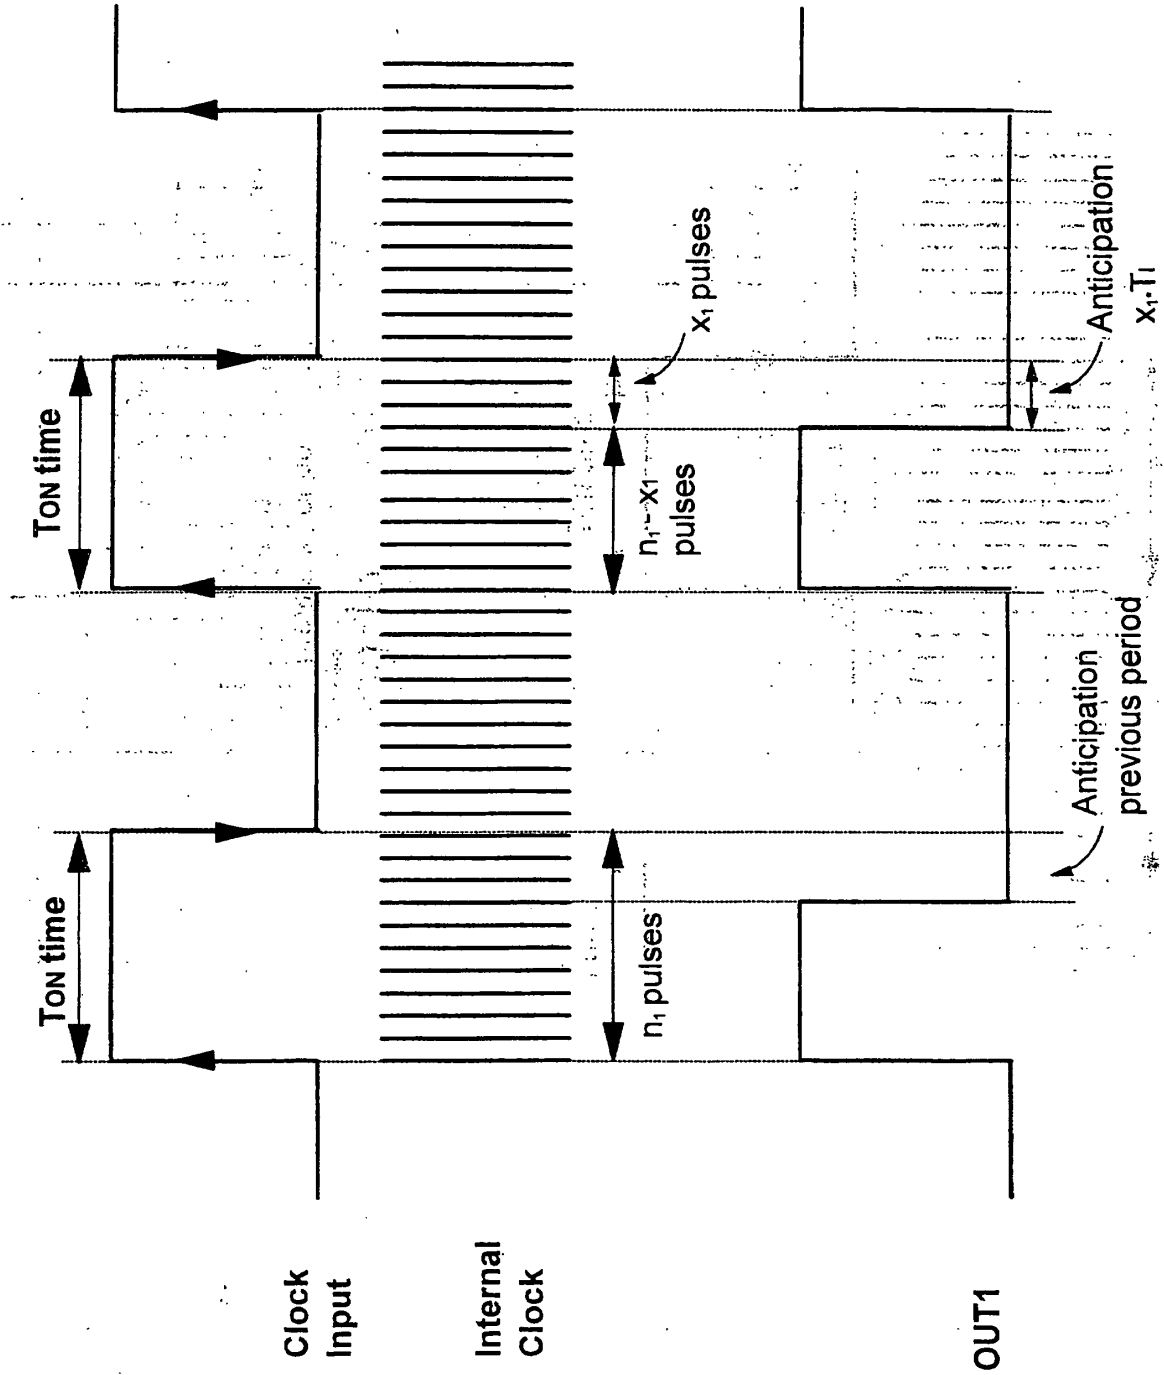 Clock
Input
TON time
TON time
Internal
Clock
n₁ pulses
n₁ - x₁
pulses
x₁ pulses
OUT1
Anticipation
previous period
Anticipation
x₁·Tı